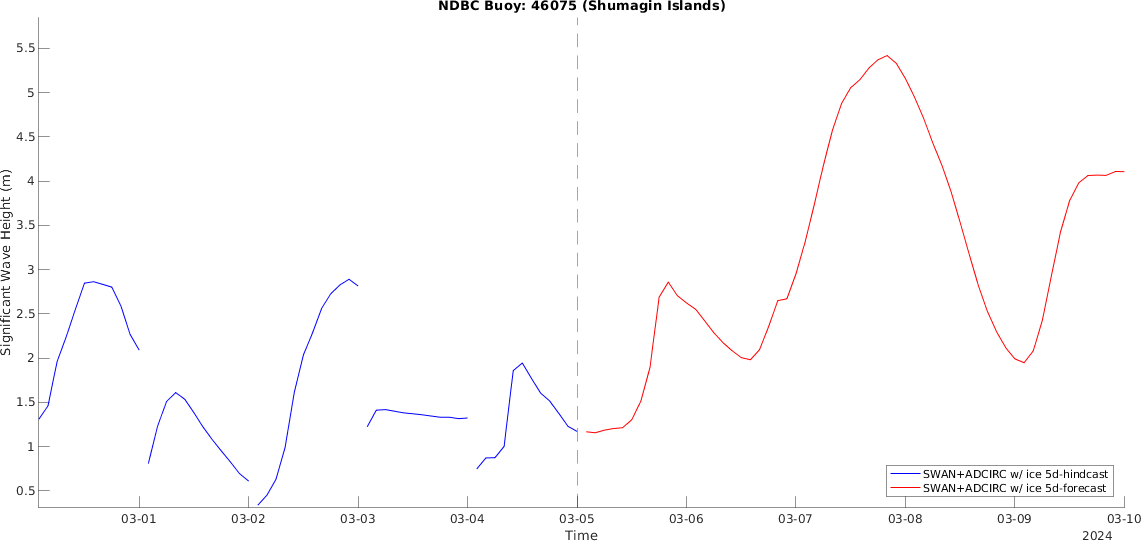 NDBC Buoy: 46075 (Shumagin Islands)
Significant Wave Height (m)
5.5
5
4.5
4
3.5
3
2.5
2
1.5
1
0.5
SWAN+ADCIRC w/ ice 5d-hindcast
SWAN+ADCIRC w/ ice 5d-forecast
03-01 03-02 03-03 03-04 03-05 03-06 03-07 03-08 03-09 03-10
Time
2024